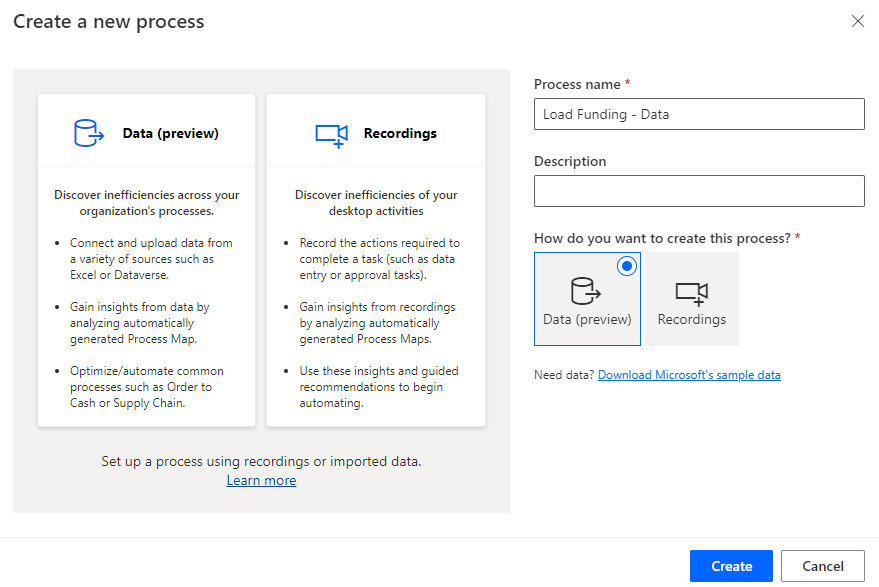 Create a new process
Data (preview)
Discover inefficiencies across your
organization's processes.
• Connect and upload data from
a variety of sources such as
Excel or Dataverse.
• Gain insights from data by
analyzing automatically
generated Process Map.
• Optimize/automate common
processes such as Order to
Cash or Supply Chain.
Recordings
Discover inefficiencies of your
desktop activities
• Record the actions required to
complete a task (such as data
entry or approval tasks).
• Gain insights from recordings
by analyzing automatically
generated Process Maps.
• Use these insights and guided
recommendations to begin
automating.
Set up a process using recordings or imported data.
Learn more
Process name *
Load Funding - Data
Description
How do you want to create this process? *
Data (preview)
Recordings
Need data? Download Microsoft's sample data
Create
Cancel